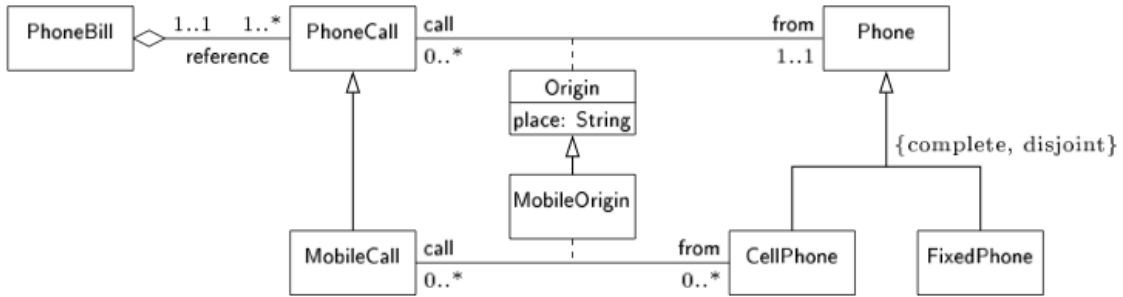 PhoneBill 1..1 1..* PhoneCall call from Phone
reference 0..* 1..1
Origin
place: String
{complete, disjoint}
MobileOrigin
MobileCall call from CellPhone FixedPhone
0..* 0..*